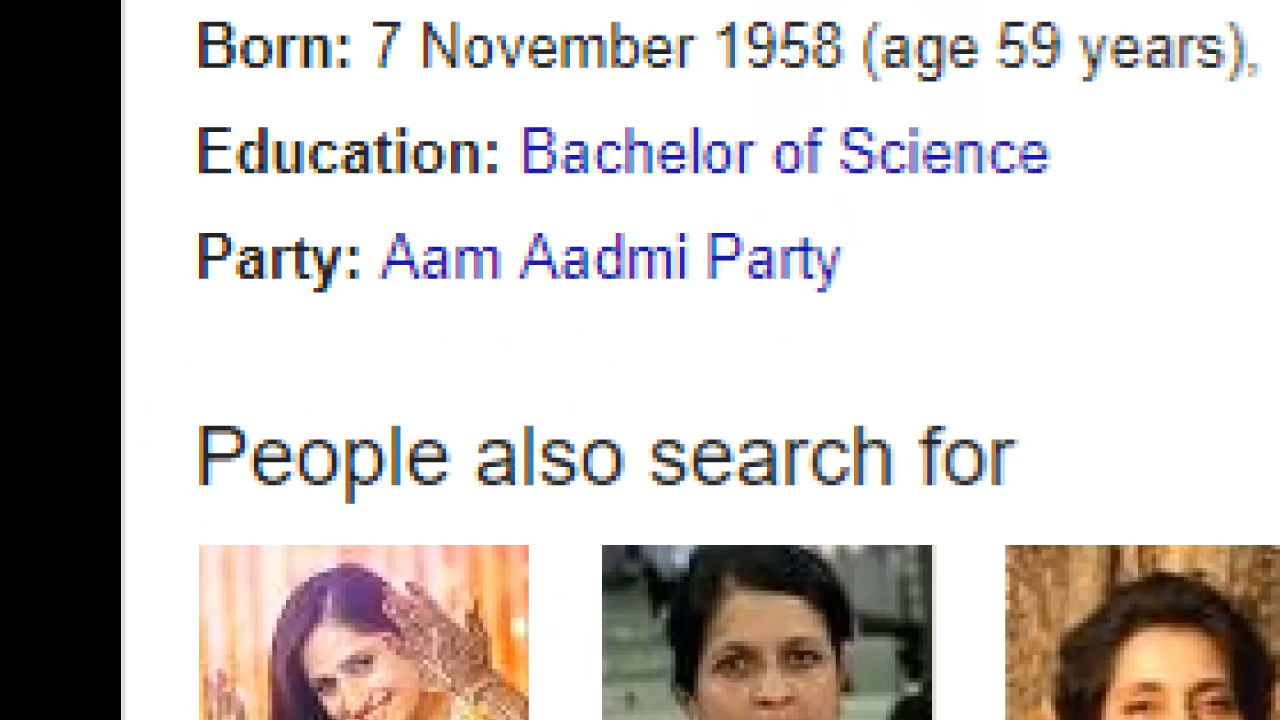 Born: 7 November 1958 (age 59 years),
Education: Bachelor of Science
Party: Aam Aadmi Party
People also search for